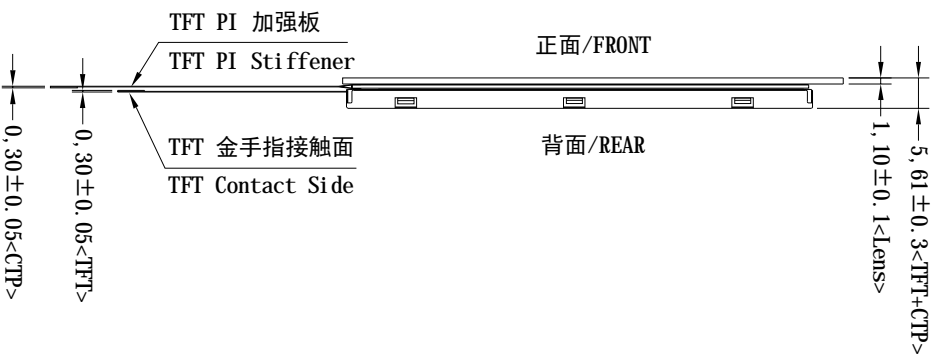 TFT PI 加强板
TFT PI Stiffener
正面/FRONT
TFT 金手指接触面
TFT Contact Side
背面/REAR
0,30±0.05<CTP>
0,30±0.05<TFT>
1,10±0.1<Lens>
5,61±0.3<TFT+CTP>